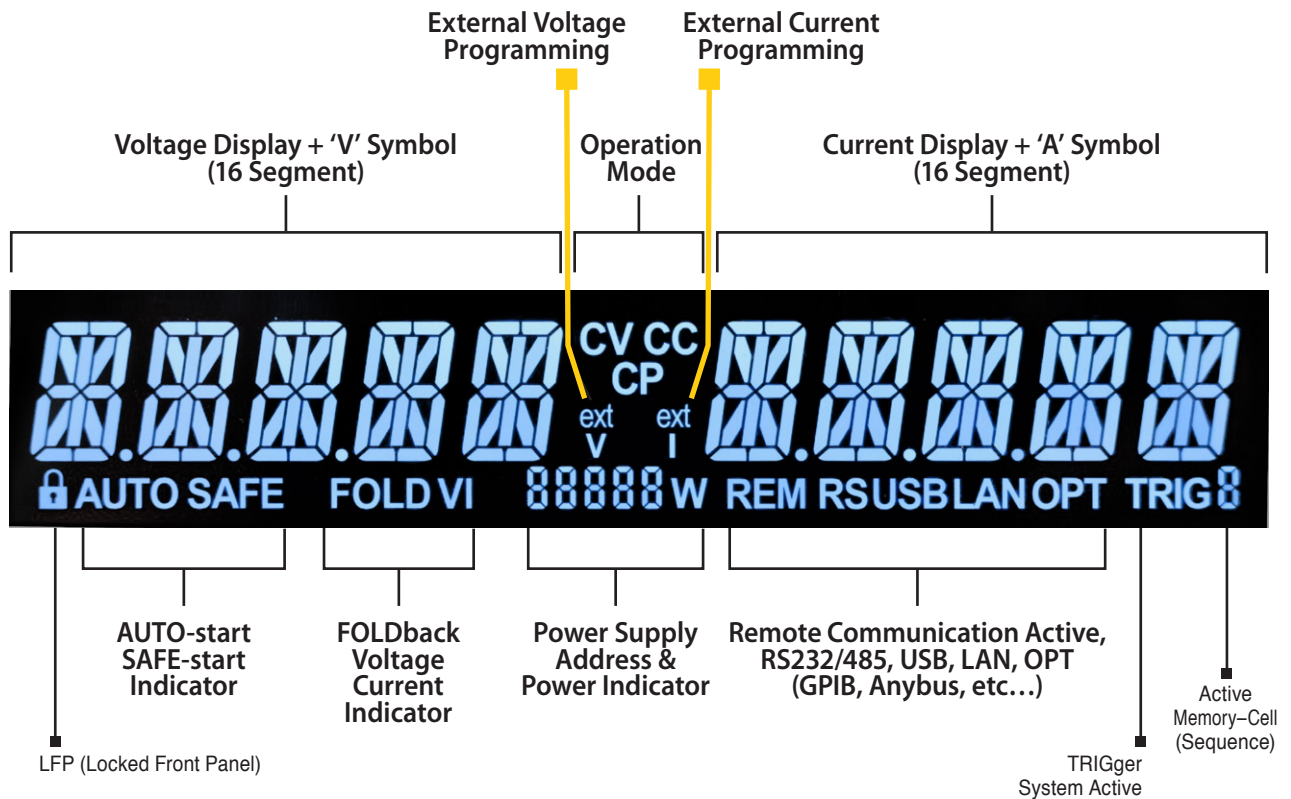 External Voltage
Programming
External Current
Programming
Voltage Display + ‘V’ Symbol
(16 Segment)
Operation
Mode
Current Display + ‘A’ Symbol
(16 Segment)
CV CC
CP
ext ext
V I
AUTO SAFE FOLD VI 88888 W REM RS USB LAN OPT TRIG 8
AUTO-start
SAFE-start
Indicator
FOLDback
Voltage
Current
Indicator
Power Supply
Address &
Power Indicator
Remote Communication Active,
RS232/485, USB, LAN, OPT
(GPIB, Anybus, etc…)
Active
Memory–Cell
(Sequence)
LFP (Locked Front Panel)
TRIGger
System Active